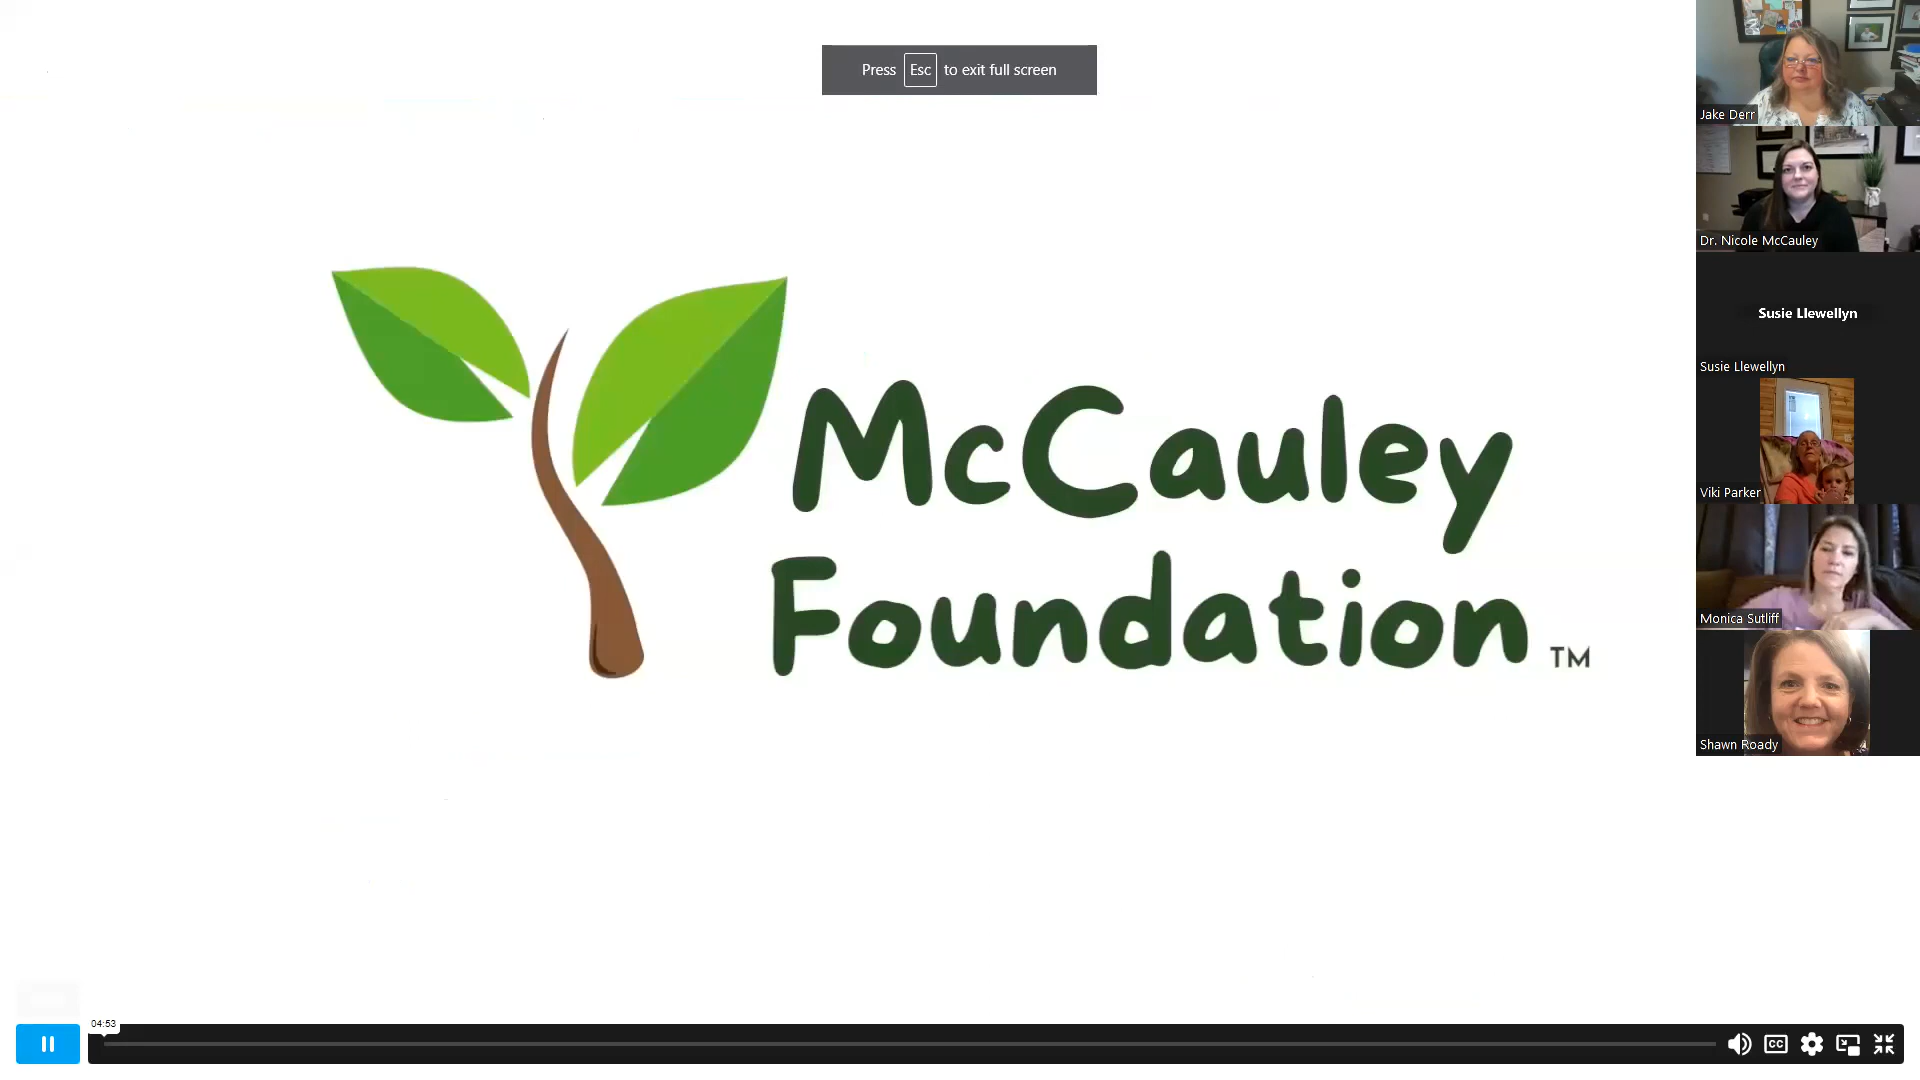 Press Esc to exit full screen
McCauley
Foundation TM
Jake Derr
Dr. Nicole McCauley
Susie Llewellyn
Susie Llewellyn
Viki Parker
Monica Sutliff
Shawn Roady
04:53
CC